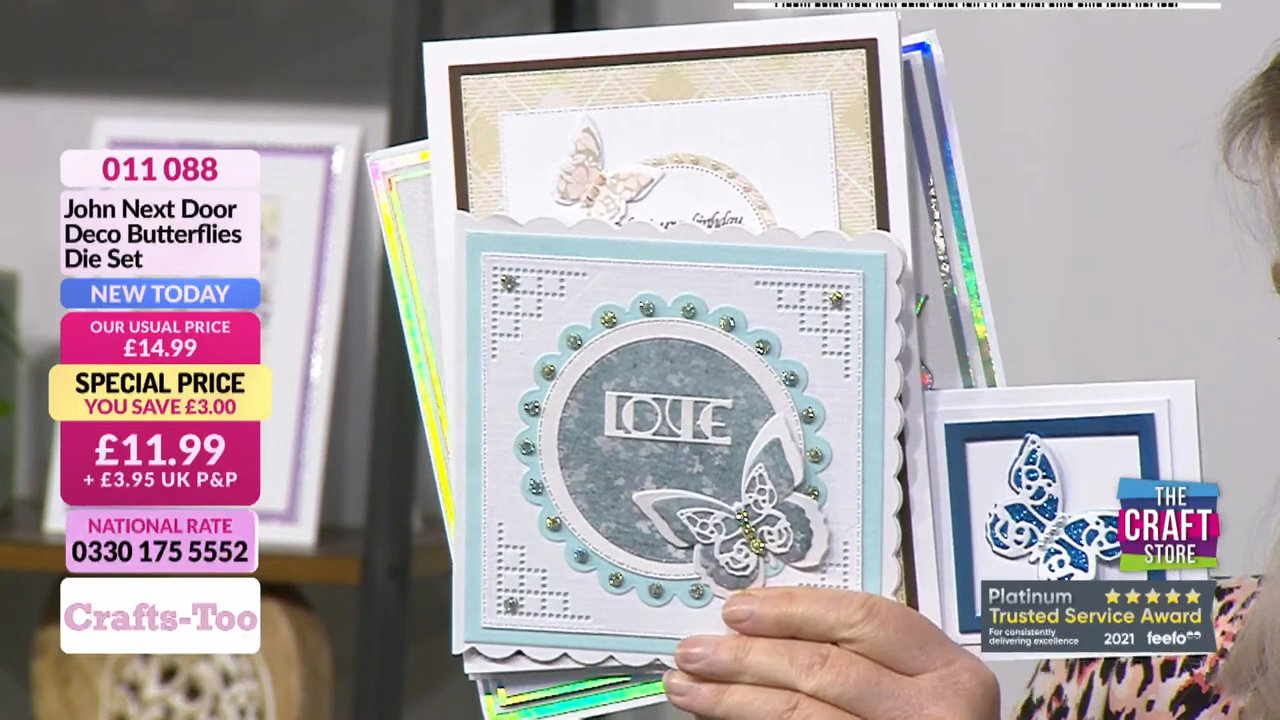 011 088
John Next Door
Deco Butterflies
Die Set
NEW TODAY
OUR USUAL PRICE
£14.99
SPECIAL PRICE
YOU SAVE £3.00
£11.99
+ £3.95 UK P&P
NATIONAL RATE
0330 175 5552
Crafts-Too
birthday
LOVE
THE
CRAFT
STORE
Platinum
Trusted Service Award
For consistently
delivering excellence
2021 feefo